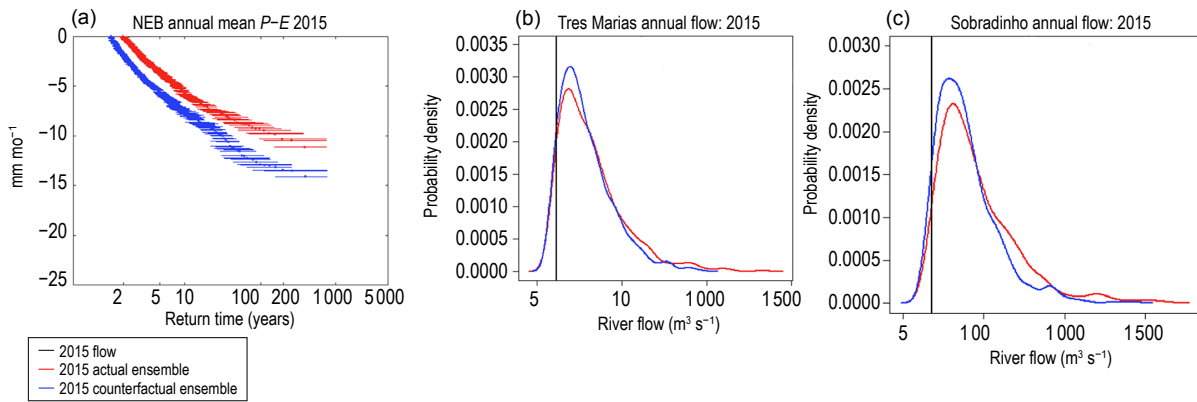 (a) NEB annual mean P–E 2015
0
−5
−10
−15
−20
−25
mm mo⁻¹
2 5 10 100 200 1000 5000
Return time (years)
2015 flow
2015 actual ensemble
2015 counterfactual ensemble
(b) Tres Marias annual flow: 2015
0.0035
0.0030
0.0025
0.0020
0.0015
0.0010
0.0005
0.0000
Probability density
5 10 1000 1500
River flow (m³ s⁻¹)
(c) Sobradinho annual flow: 2015
0.0030
0.0025
0.0020
0.0015
0.0010
0.0005
0.0000
Probability density
5 100 1000 1500
River flow (m³ s⁻¹)